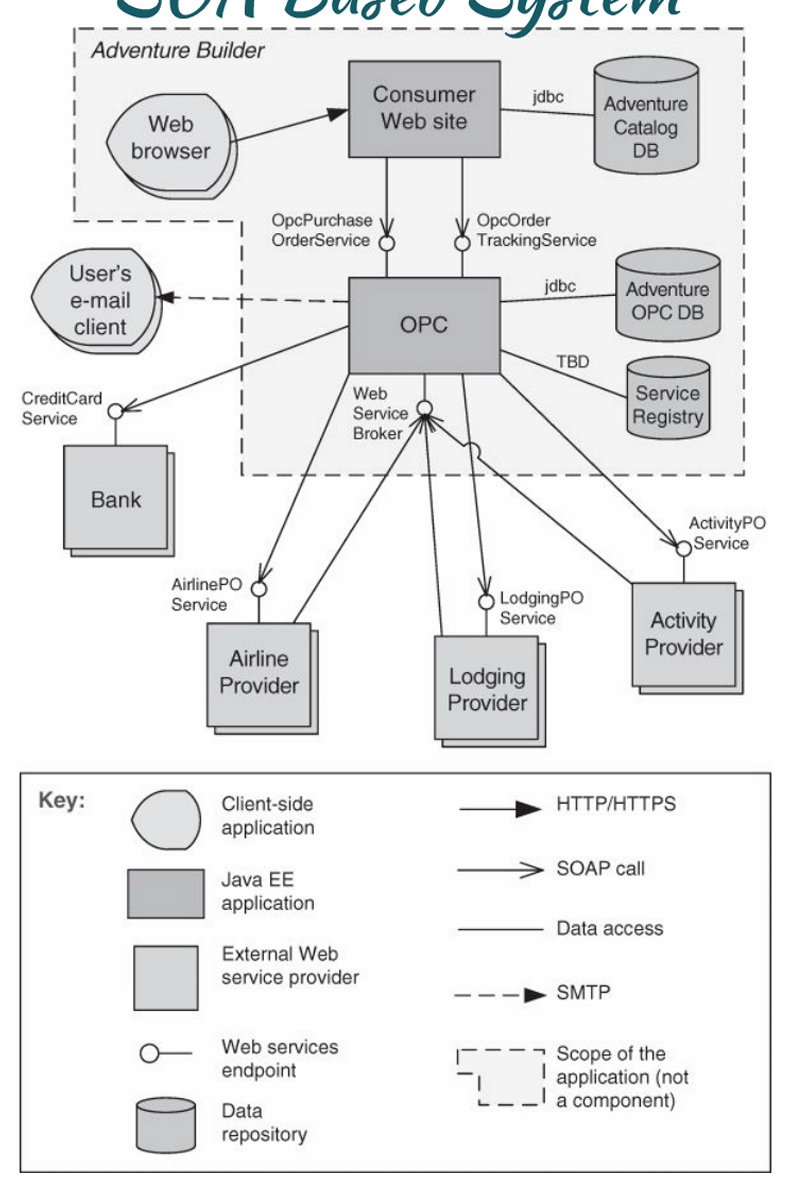 SOA Based System
Adventure Builder
Web
browser
Consumer
Web site
jdbc
Adventure
Catalog
DB
OpcPurchase
OrderService
OpcOrder
TrackingService
User's
e-mail
client
OPC
jdbc
Adventure
OPC DB
TBD
Service
Registry
CreditCard
Service
Web
Service
Broker
Bank
ActivityPO
Service
AirlinePO
Service
LodgingPO
Service
Airline
Provider
Lodging
Provider
Activity
Provider
Key:
Client-side
application
HTTP/HTTPS
Java EE
application
SOAP call
External Web
service provider
Data access
SMTP
Web services
endpoint
Scope of the
application (not
a component)
Data
repository